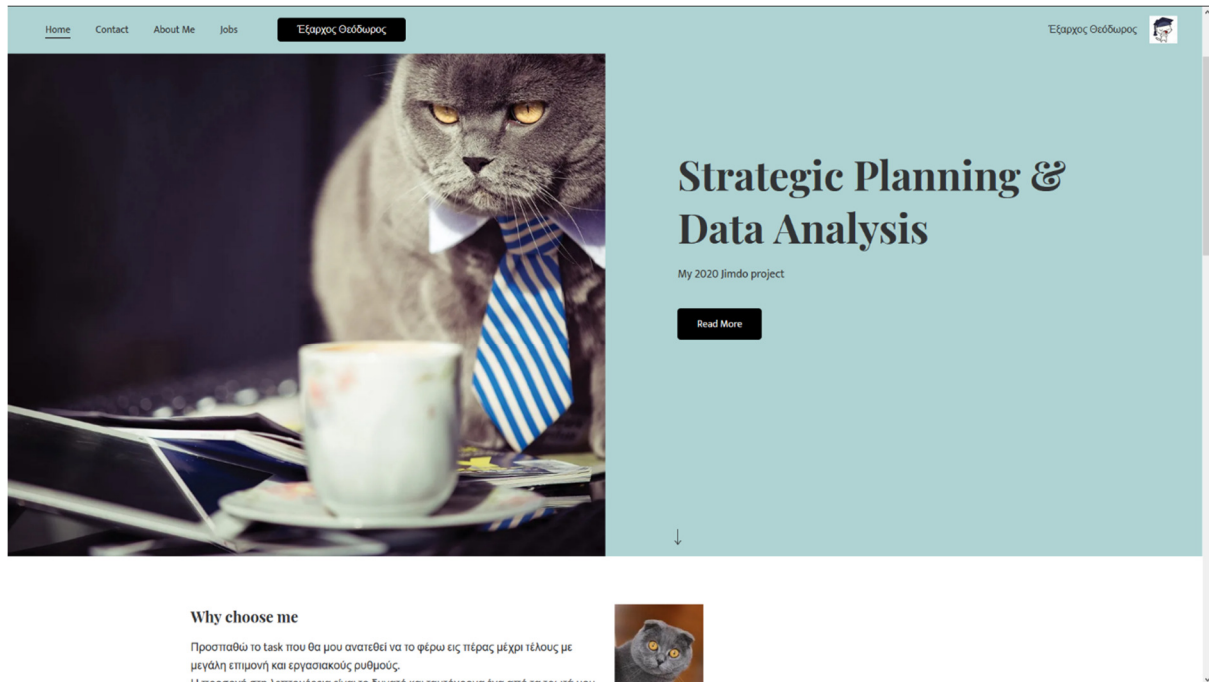 Home Contact About Me Jobs Έξαρχος Θεόδωρος Έξαρχος Θεόδωρος
Strategic Planning &
Data Analysis
My 2020 Jimdo project
Read More
Why choose me
Προσπαθώ το task που θα μου ανατεθεί να το φέρω εις πέρας μέχρι τέλους με
μεγάλη επιμονή και εργασιακούς ρυθμούς.